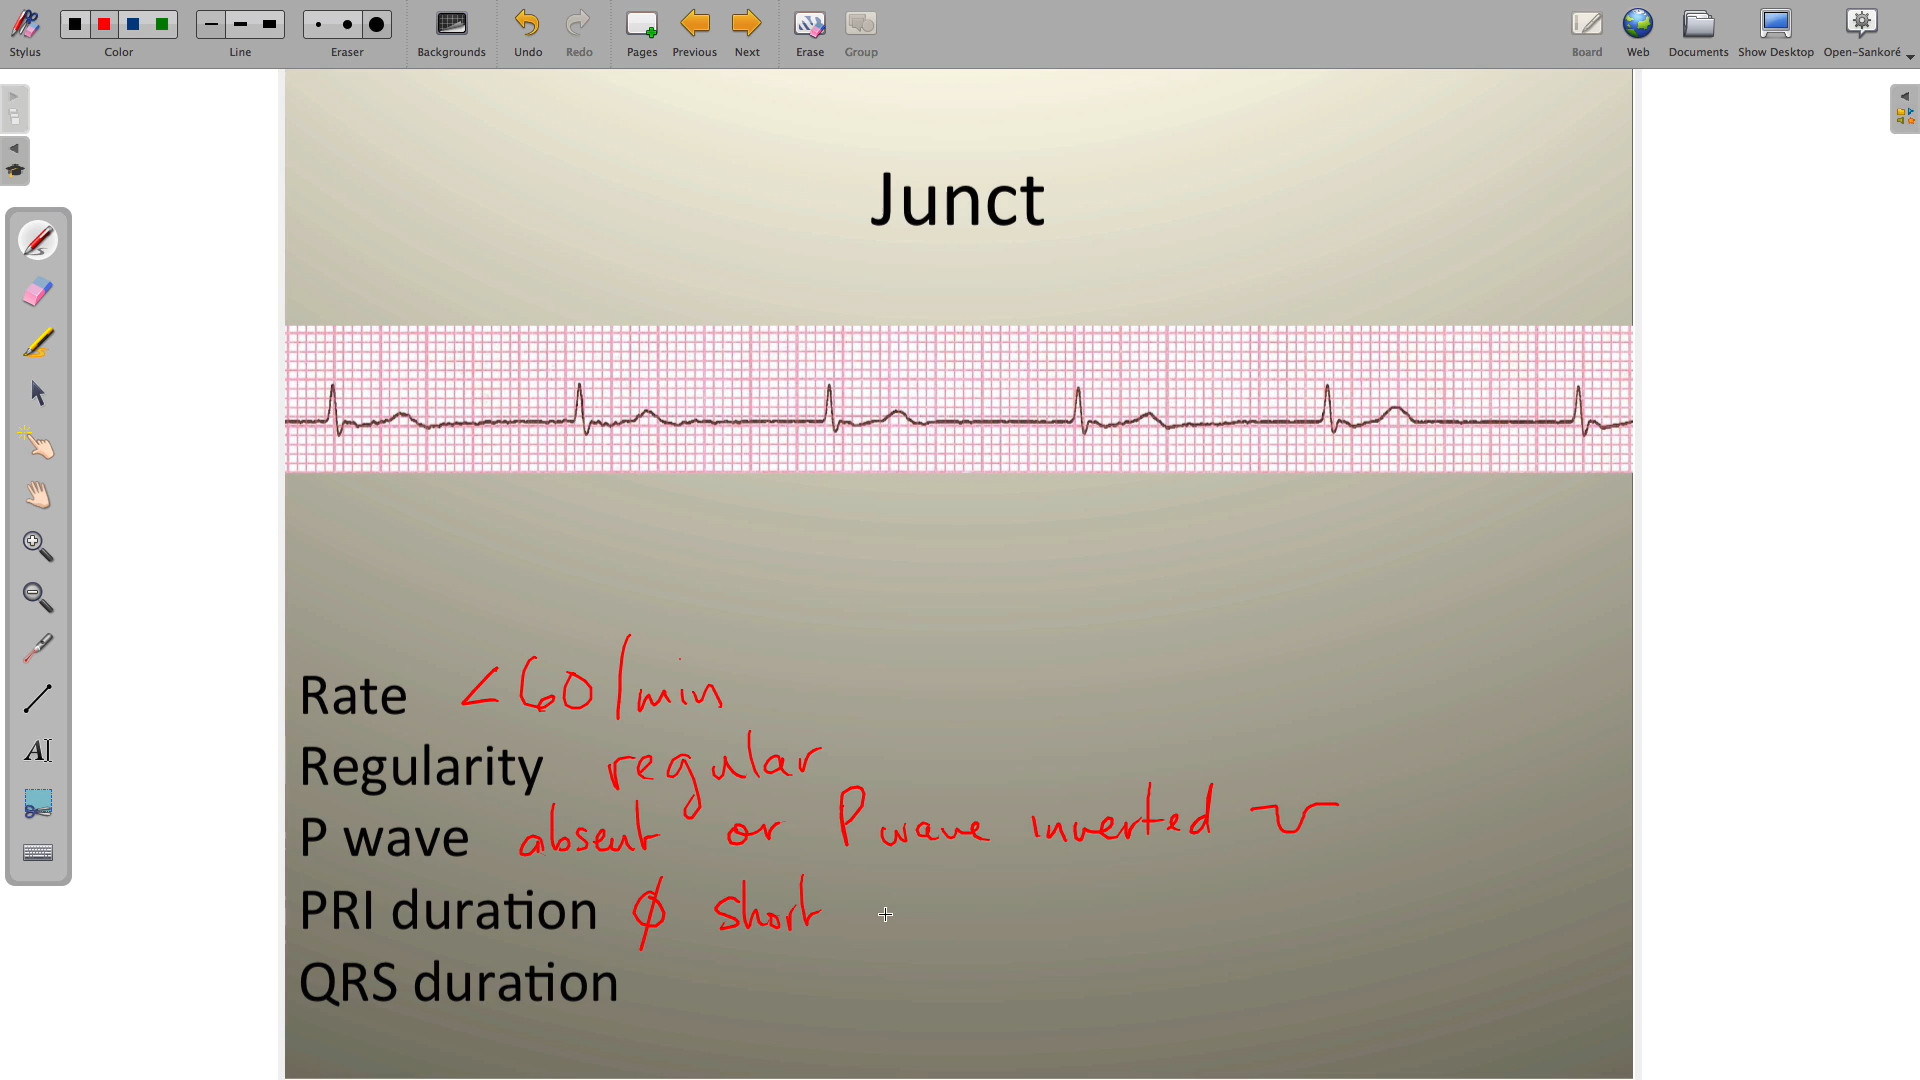 Stylus Color Line Eraser Backgrounds Undo Redo Pages Previous Next Erase Group Board Web Documents Show Desktop Open-Sankoré
Junct
Rate <60/min
Regularity regular
P wave absent or P wave inverted
PRI duration ∅ short
QRS duration
AI